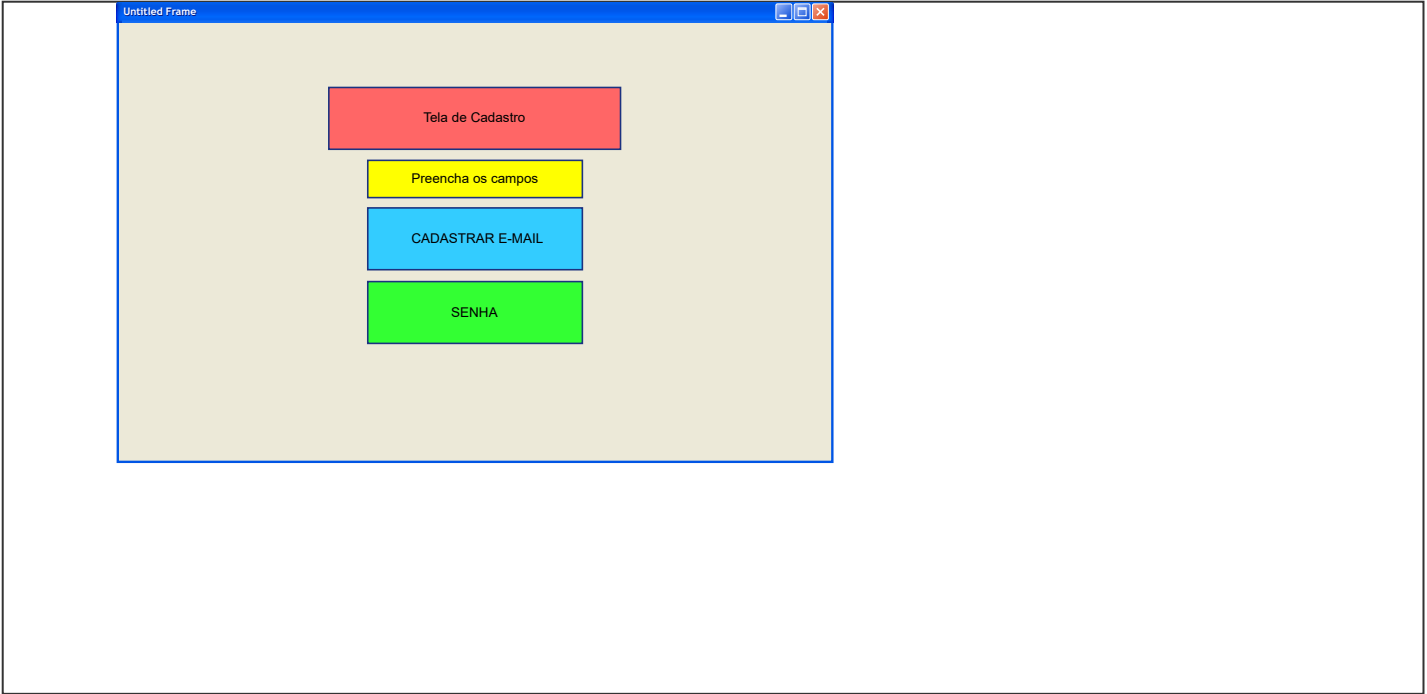 Untitled Frame
Tela de Cadastro
Preencha os campos
CADASTRAR E-MAIL
SENHA